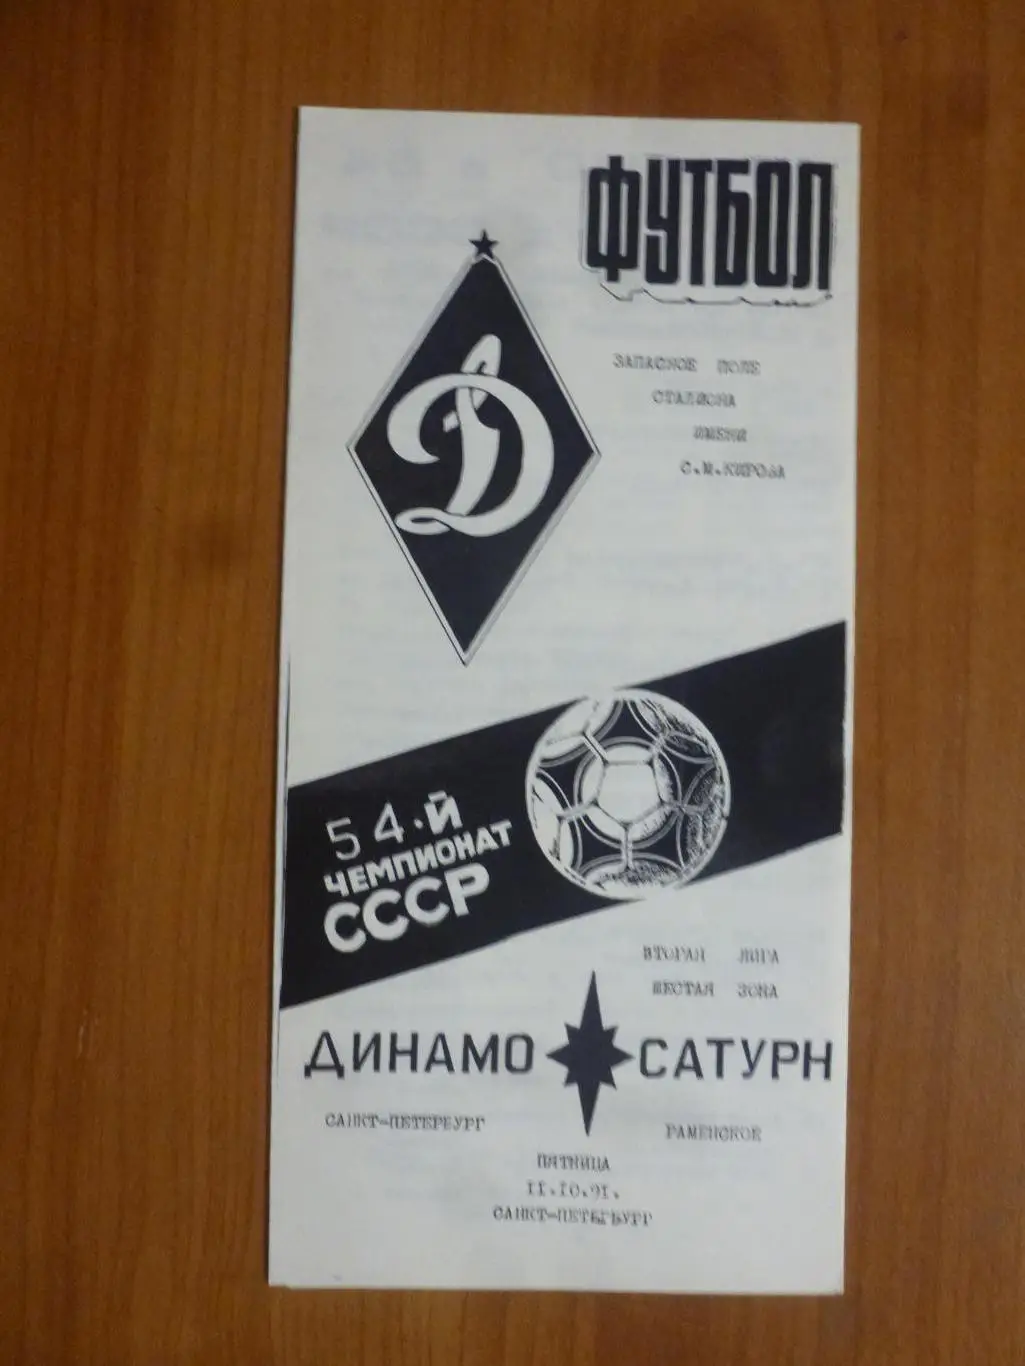 ФУТБОЛ
ЗАПАСНОЕ ПОЛЕ
СТАДИОНА
ИМЕНИ
С.М.КИРОВА
Д
54-Й
ЧЕМПИОНАТ
СССР
ВТОРАЯ ЛИГА
ШЕСТАЯ ЗОНА
ДИНАМО САТУРН
САНКТ-ПЕТЕРБУРГ РАМЕНСКОЕ
ПЯТНИЦА
11.10.91.
САНКТ-ПЕТЕРБУРГ